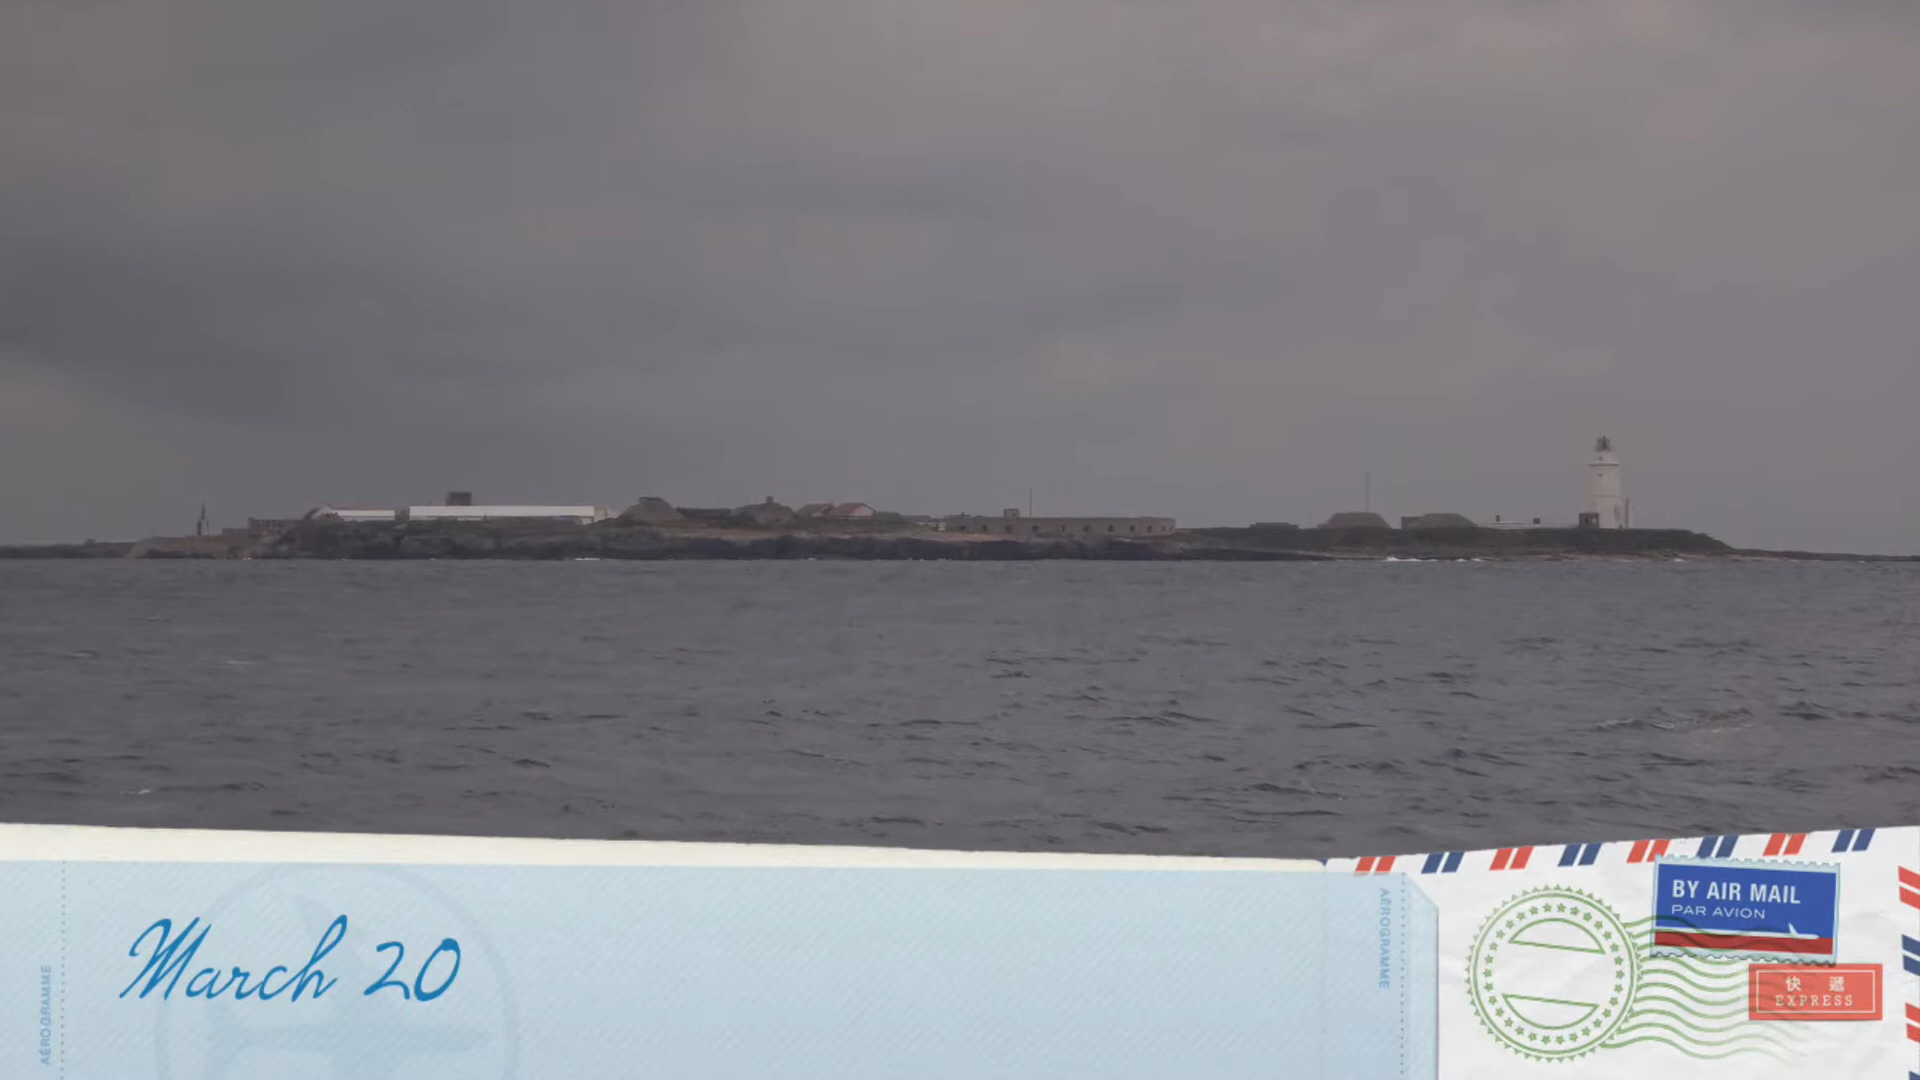 March 20
AÉROGRAMME
AÉROGRAMME
BY AIR MAIL
PAR AVION
快遞
EXPRESS